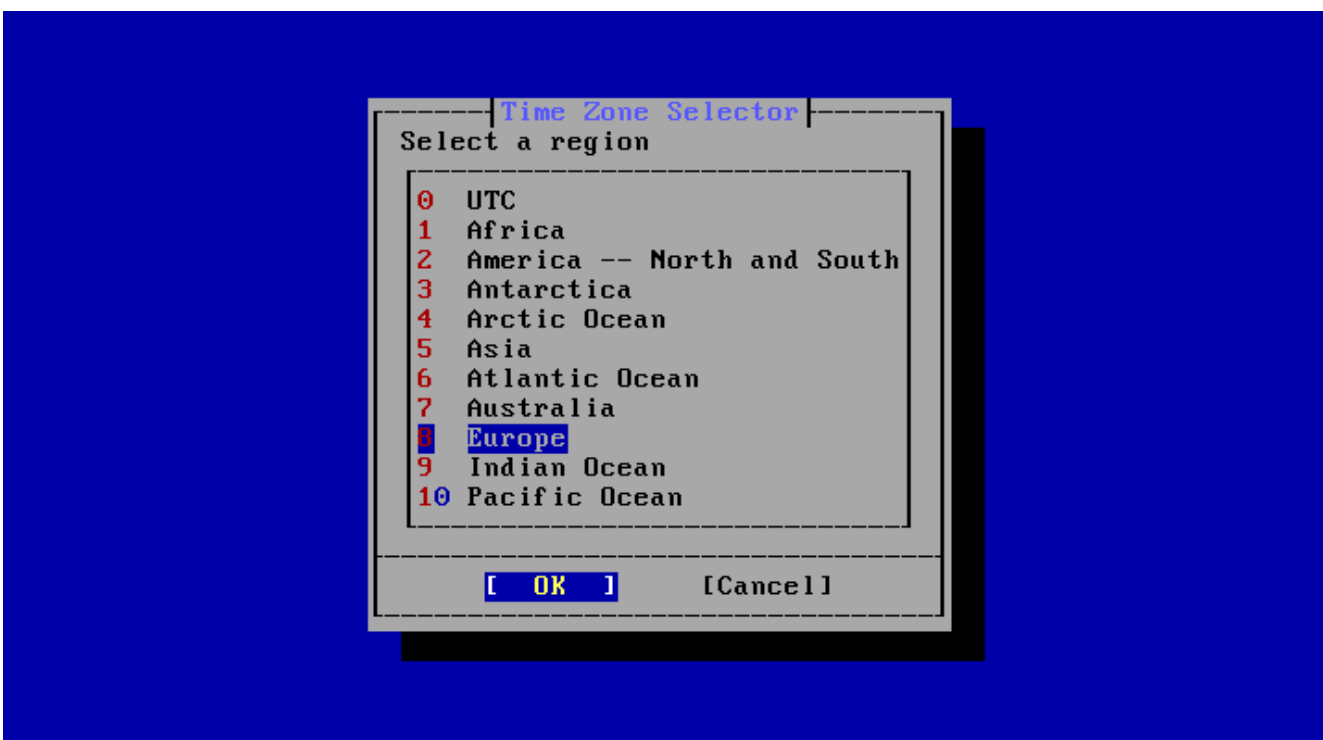 Time Zone Selector
Select a region
0 UTC
1 Africa
2 America -- North and South
3 Antarctica
4 Arctic Ocean
5 Asia
6 Atlantic Ocean
7 Australia
8 Europe
9 Indian Ocean
10 Pacific Ocean
[ OK ] [Cancel]